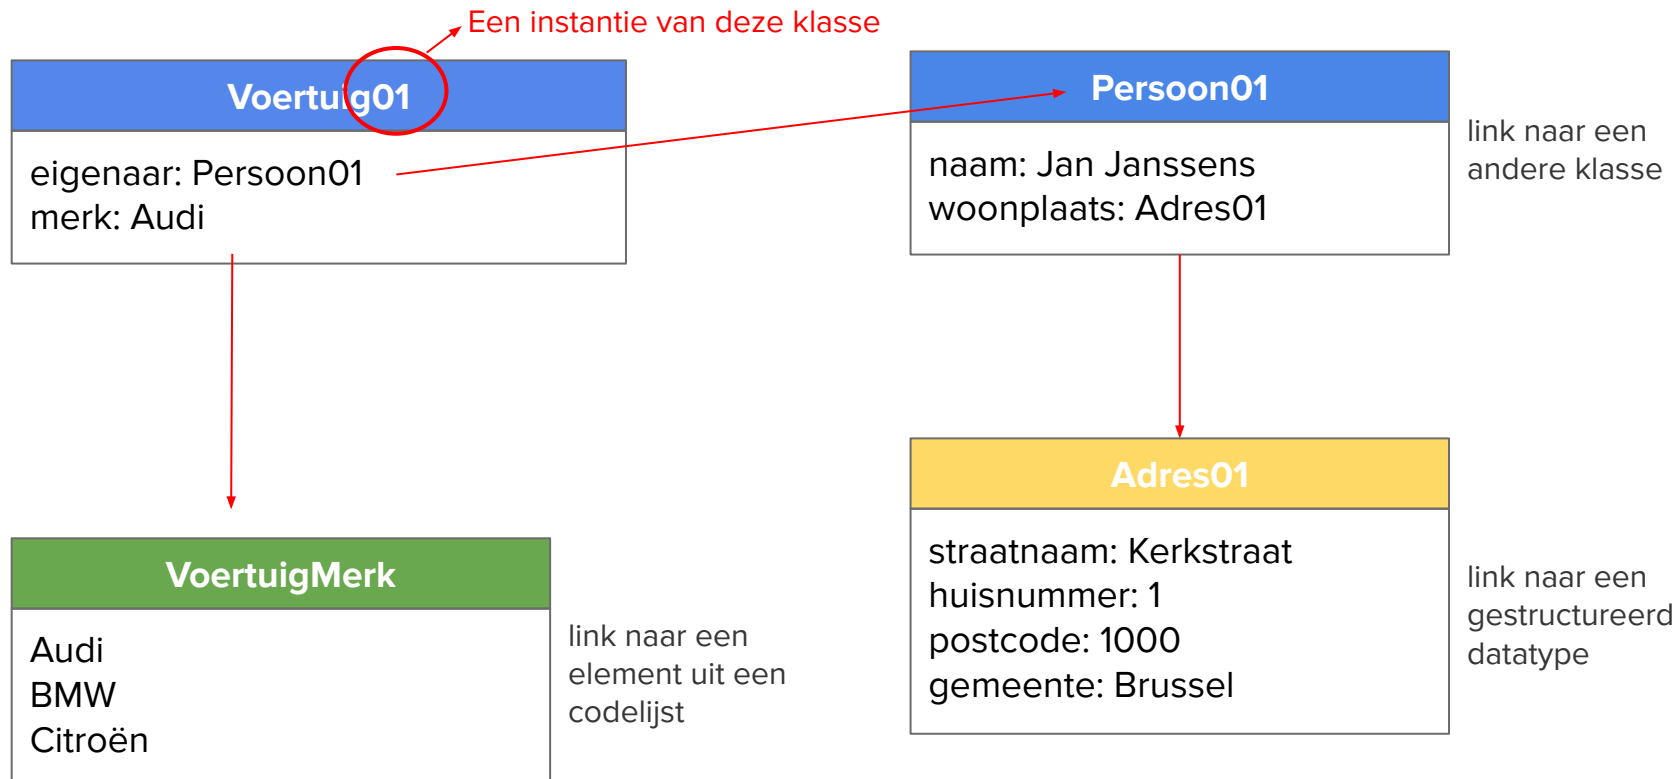 Een instantie van deze klasse
Voertuig01
eigenaar: Persoon01
merk: Audi
Persoon01
naam: Jan Janssens
woonplaats: Adres01
link naar een
andere klasse
VoertuigMerk
Audi
BMW
Citroën
link naar een
element uit een
codelijst
Adres01
straatnaam: Kerkstraat
huisnummer: 1
postcode: 1000
gemeente: Brussel
link naar een
gestructureerd
datatype